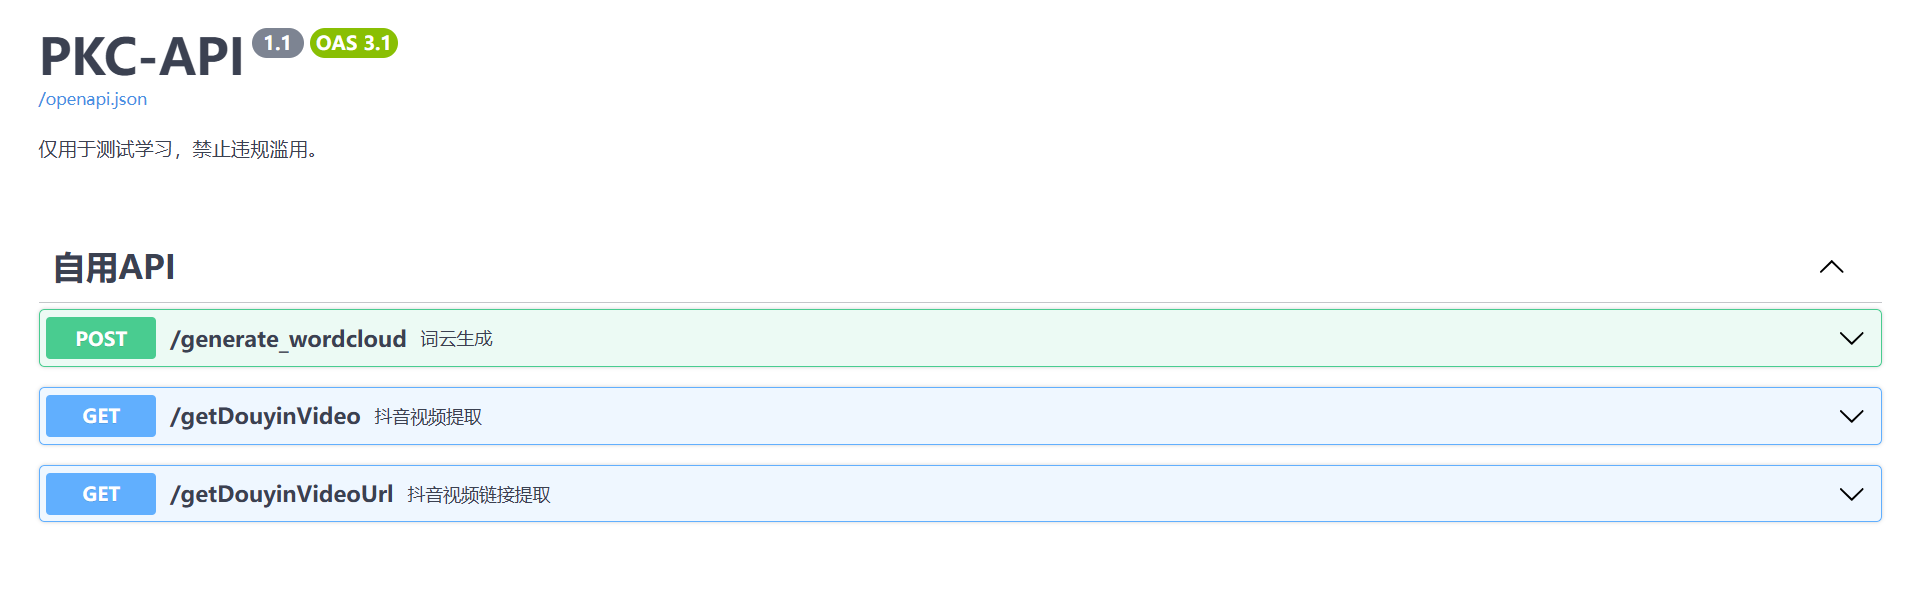 PKC-API 1.1 OAS 3.1
/openapi.json
仅用于测试学习，禁止违规滥用。
自用API
POST /generate_wordcloud 词云生成
GET /getDouyinVideo 抖音视频提取
GET /getDouyinVideoUrl 抖音视频链接提取